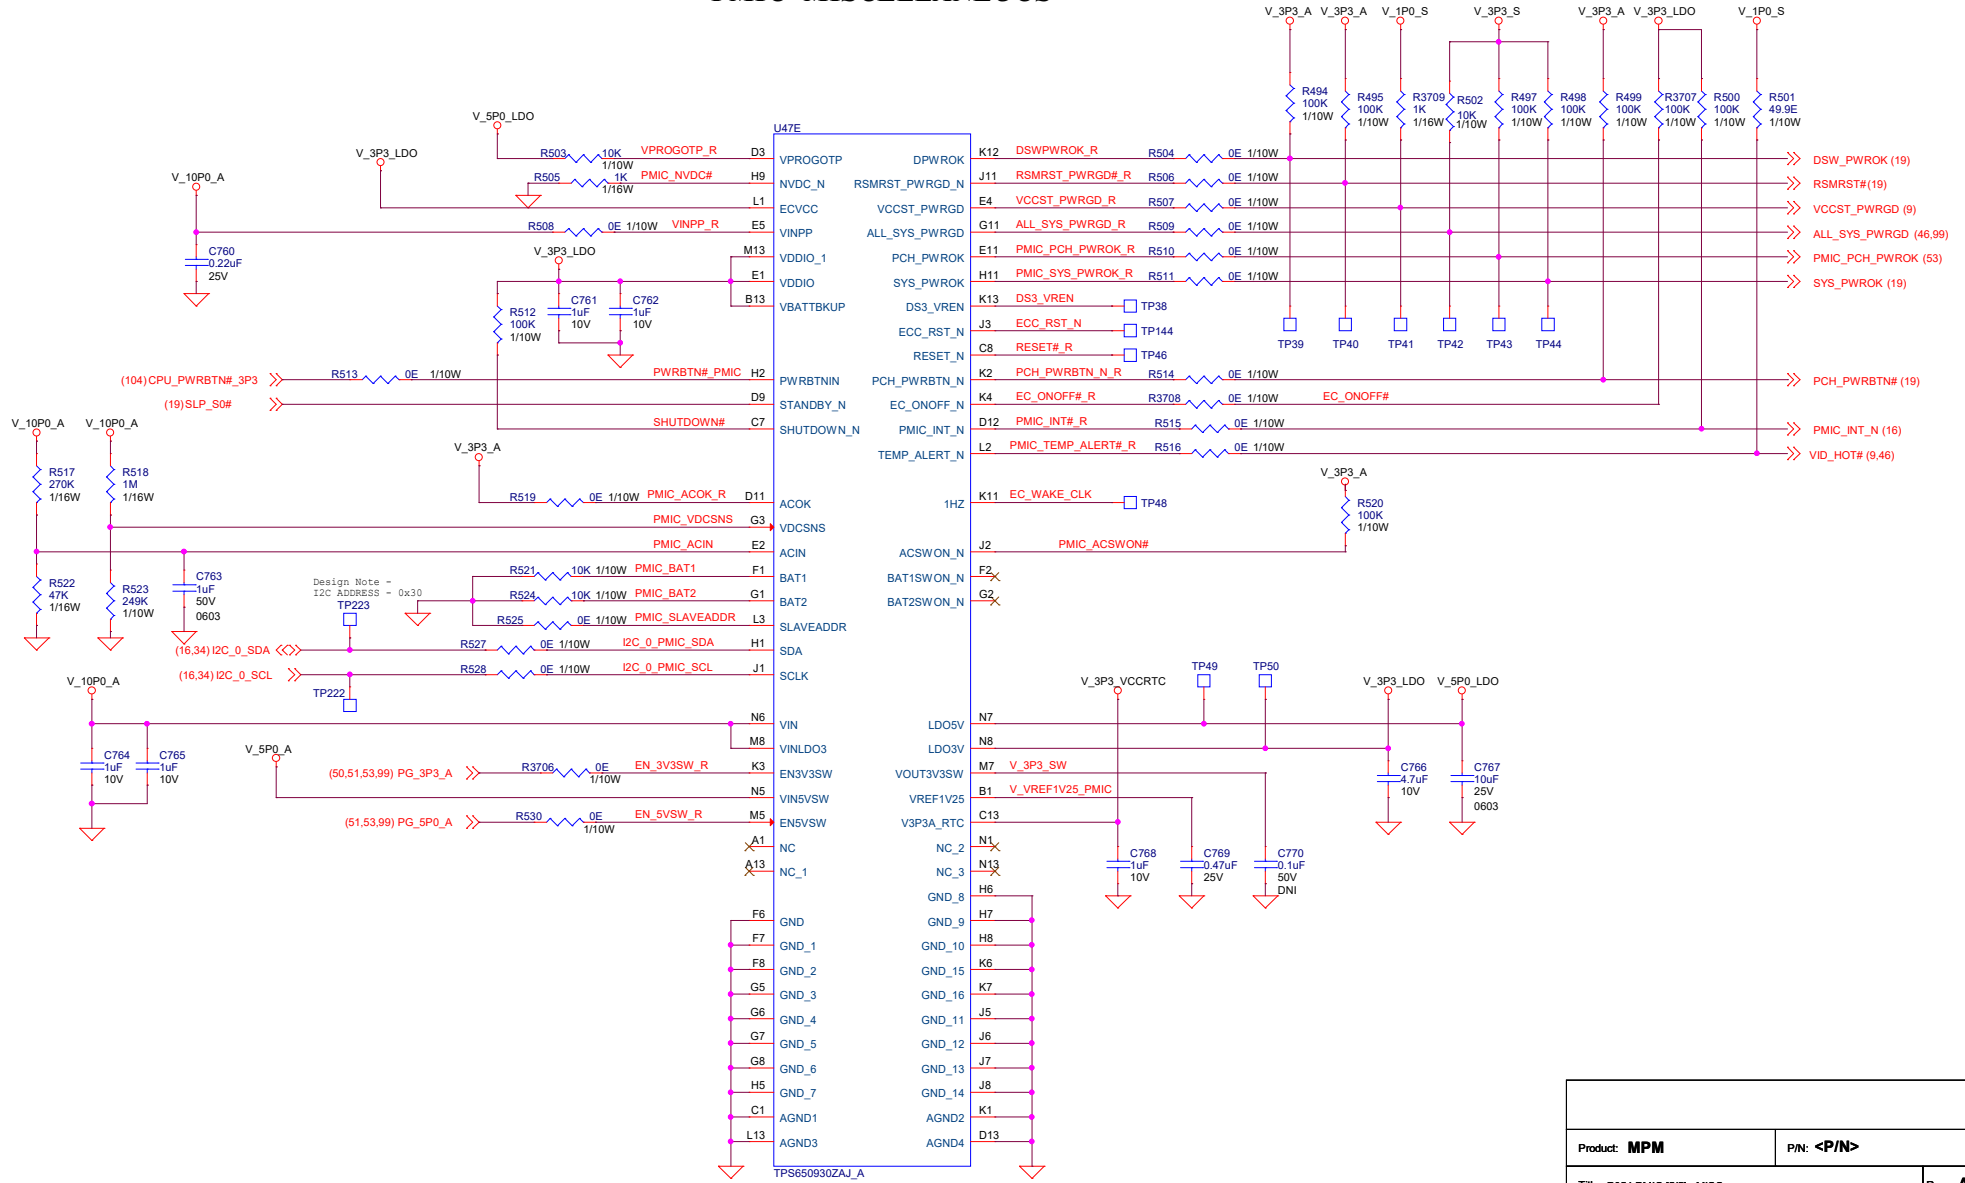 PMIC MISCELLANEOUS
V_3P3_A V_3P3_A V_1P0_S V_3P3_S V_3P3_A V_3P3_LDO V_1P0_S
R494 100K 1/10W
R495 100K 1/10W
R3709 1K 1/16W
R502 10K 1/10W
R497 100K 1/10W
R498 100K 1/10W
R499 100K 1/10W
R3707 100K 1/10W
R500 100K 1/10W
R501 49.9E 1/10W
V_5P0_LDO
V_3P3_LDO
V_10P0_A
U47E
R503 10K 1/10W VPROGOTP_R D3 VPROGOTP
R505 1K 1/16W PMIC_NVDC# H9 NVDC_N
L1 ECVCC
R508 0E 1/10W VINPP_R E5 VINPP
C760 0.22uF 25V
V_3P3_LDO
M13 VDDIO_1
E1 VDDIO
B13 VBATTBKUP
C761 1uF 10V
C762 1uF 10V
R512 100K 1/10W
(104) CPU_PWRBTN#_3P3 R513 0E 1/10W PWRBTN#_PMIC H2 PWRBTNIN
(19) SLP_S0# D9 STANDBY_N
SHUTDOWN# C7 SHUTDOWN_N
V_10P0_A V_10P0_A
R517 270K 1/16W
R518 1M 1/16W
V_3P3_A
R519 0E 1/10W PMIC_ACOK_R D11 ACOK
PMIC_VDCSNS G3 VDCSNS
PMIC_ACIN E2 ACIN
R522 47K 1/16W
R523 249K 1/10W
C763 1uF 50V 0603
R521 10K 1/10W PMIC_BAT1 F1 BAT1
R524 10K 1/10W PMIC_BAT2 G1 BAT2
R525 0E 1/10W PMIC_SLAVEADDR L3 SLAVEADDR
Design Note -
I2C ADDRESS - 0x30
TP223
(16,34) I2C_0_SDA R527 0E 1/10W I2C_0_PMIC_SDA H1 SDA
(16,34) I2C_0_SCL R528 0E 1/10W I2C_0_PMIC_SCL J1 SCLK
TP222
V_10P0_A
N6 VIN
M8 VINLDO3
C764 1uF 10V
C765 1uF 10V
V_5P0_A
(50,51,53,99) PG_3P3_A R3706 0E 1/10W EN_3V3SW_R K3 EN3V3SW
N5 VIN5VSW
(51,53,99) PG_5P0_A R530 0E 1/10W EN_5VSW_R M5 EN5VSW
A1 NC
A13 NC_1
F6 GND
F7 GND_1
F8 GND_2
G5 GND_3
G6 GND_4
G7 GND_5
G8 GND_6
H5 GND_7
C1 AGND1
L13 AGND3
TPS650930ZAJ_A
DPWROK K12 DSWPWROK_R R504 0E 1/10W DSW_PWROK (19)
RSMRST_PWRGD_N J11 RSMRST_PWRGD#_R R506 0E 1/10W RSMRST# (19)
VCCST_PWRGD E4 VCCST_PWRGD_R R507 0E 1/10W VCCST_PWRGD (9)
ALL_SYS_PWRGD G11 ALL_SYS_PWRGD_R R509 0E 1/10W ALL_SYS_PWRGD (46,99)
PCH_PWROK E11 PMIC_PCH_PWROK_R R510 0E 1/10W PMIC_PCH_PWROK (53)
SYS_PWROK H11 PMIC_SYS_PWROK_R R511 0E 1/10W SYS_PWROK (19)
DS3_VREN K13 DS3_VREN TP38
ECC_RST_N J3 ECC_RST_N TP144
RESET_N C8 RESET#_R TP46
TP39 TP40 TP41 TP42 TP43 TP44
PCH_PWRBTN_N K2 PCH_PWRBTN_N_R R514 0E 1/10W PCH_PWRBTN# (19)
EC_ONOFF_N K4 EC_ONOFF#_R R3708 0E 1/10W EC_ONOFF#
PMIC_INT_N D12 PMIC_INT#_R R515 0E 1/10W PMIC_INT_N (16)
TEMP_ALERT_N L2 PMIC_TEMP_ALERT#_R R516 0E 1/10W VID_HOT# (9,46)
V_3P3_A
R520 100K 1/10W
1HZ K11 EC_WAKE_CLK TP48
ACSWON_N J2 PMIC_ACSWON#
BAT1SWON_N F2
BAT2SWON_N G2
V_3P3_VCCRTC TP49 TP50 V_3P3_LDO V_5P0_LDO
LDO5V N7
LDO3V N8
VOUT3V3SW M7 V_3P3_SW
VREF1V25 B1 V_VREF1V25_PMIC
V3P3A_RTC C13
NC_2 N1
NC_3 N13
C766 4.7uF 10V
C767 10uF 25V 0603
C768 1uF 10V
C769 0.47uF 25V
C770 0.1uF 50V DNI
GND_8 H6
GND_9 H7
GND_10 H8
GND_15 K6
GND_16 K7
GND_11 J5
GND_12 J6
GND_13 J7
GND_14 J8
AGND2 K1
AGND4 D13
Product: MPM P/N: <P/N>